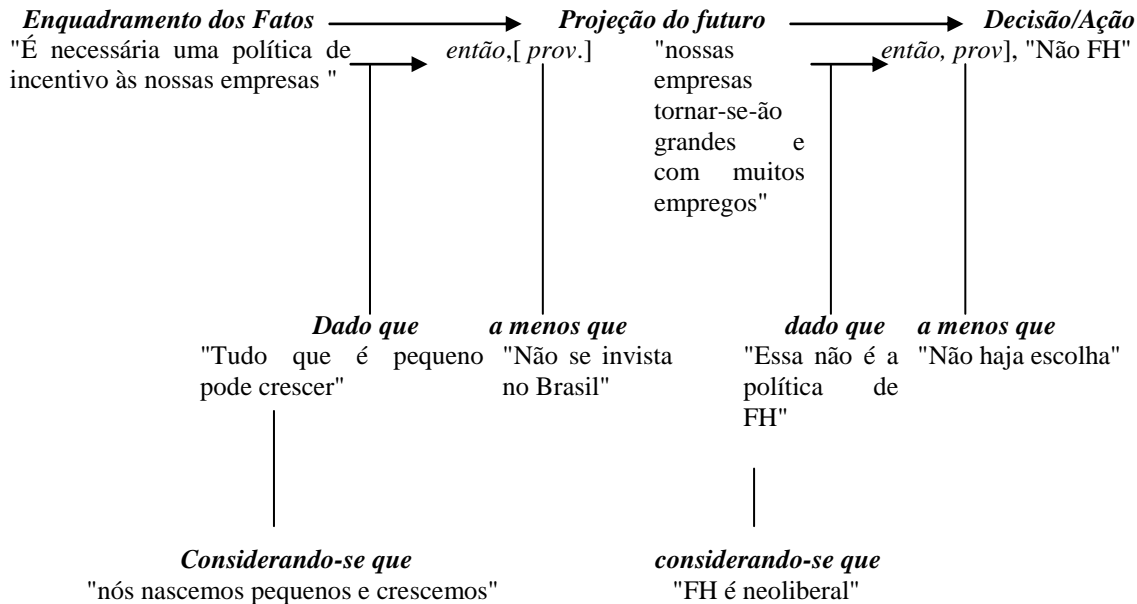 Enquadramento dos Fatos Projeção do futuro Decisão/Ação
"É necessária uma política de
incentivo às nossas empresas "
então,[ prov.]
"nossas
empresas
tornar-se-ão
grandes e
com muitos
empregos"
então, prov], "Não FH"
Dado que
"Tudo que é pequeno
pode crescer"
a menos que
"Não se invista
no Brasil"
dado que
"Essa não é a
política de
FH"
a menos que
"Não haja escolha"
Considerando-se que
"nós nascemos pequenos e crescemos"
considerando-se que
"FH é neoliberal"